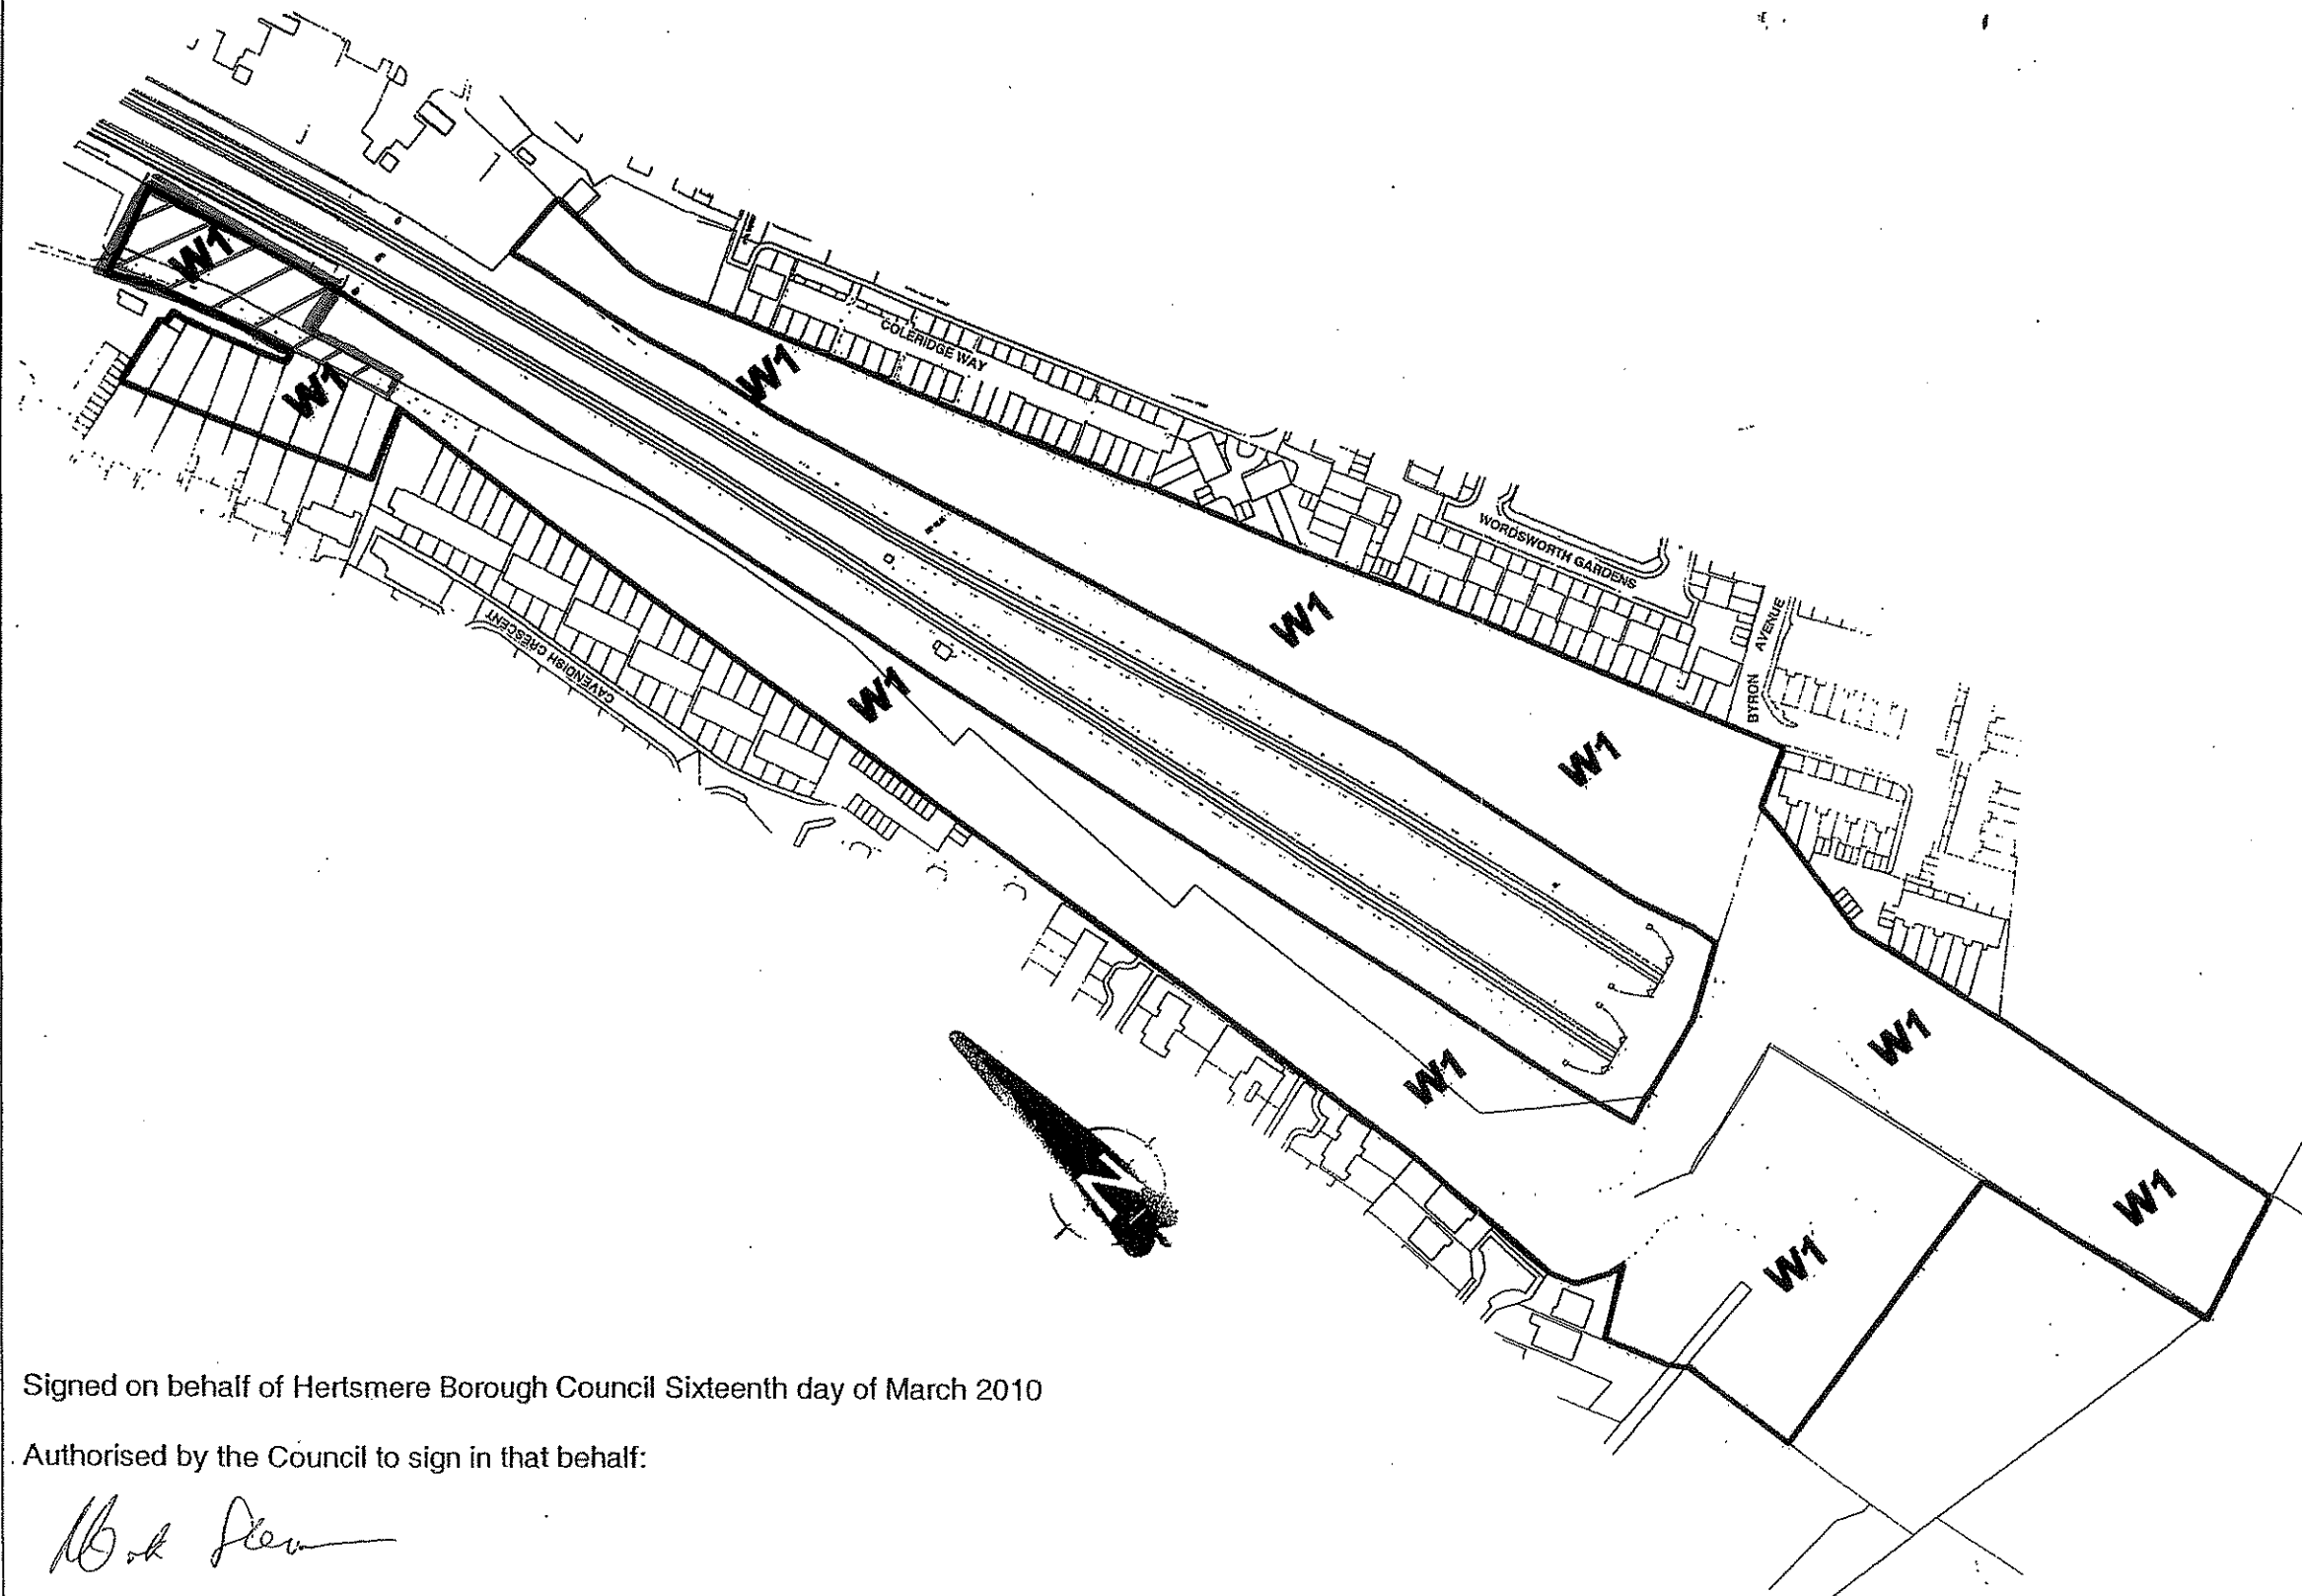 W1
W1
W1
COLERIDGE WAY
WORDSWORTH GARDENS
BYRON AVENUE
W1
W1
CAVENDISH CRESCENT
W1
W1
W1
W1
W1
N
Signed on behalf of Hertsmere Borough Council Sixteenth day of March 2010
Authorised by the Council to sign in that behalf: